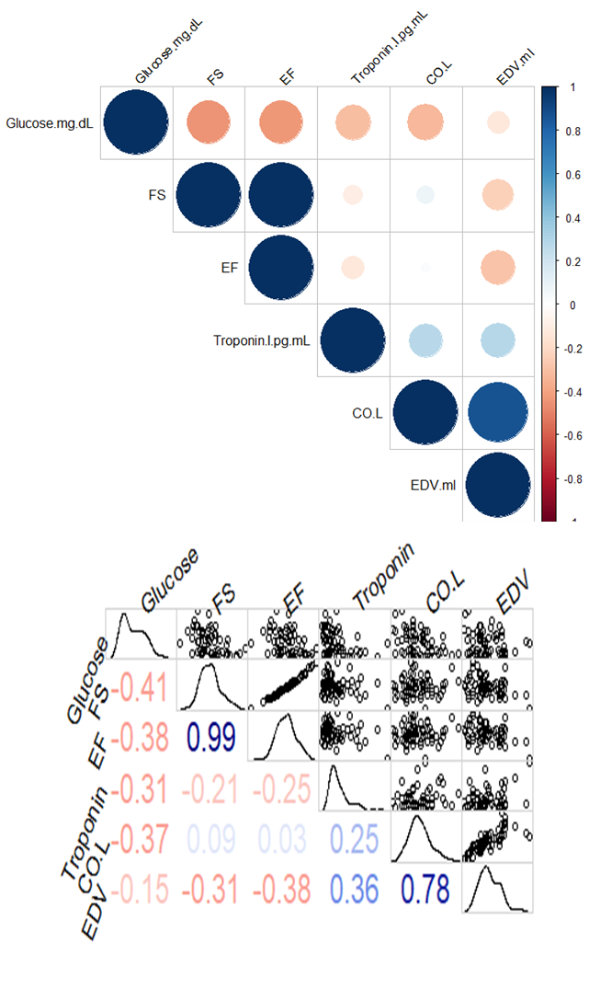 Glucose.mg.dL FS EF Troponin.I.pg.mL CO.L EDV.ml
1
Glucose.mg.dL
0.8
FS
0.6
0.4
EF
0.2
0
Troponin.I.pg.mL
-0.2
CO.L
-0.4
EDV.ml
-0.6
-0.8
Glucose FS EF Troponin CO.L EDV
Glucose
FS -0.41
EF -0.38 0.99
Troponin -0.31 -0.21 -0.25
CO.L -0.37 0.09 0.03 0.25
EDV -0.15 -0.31 -0.38 0.36 0.78